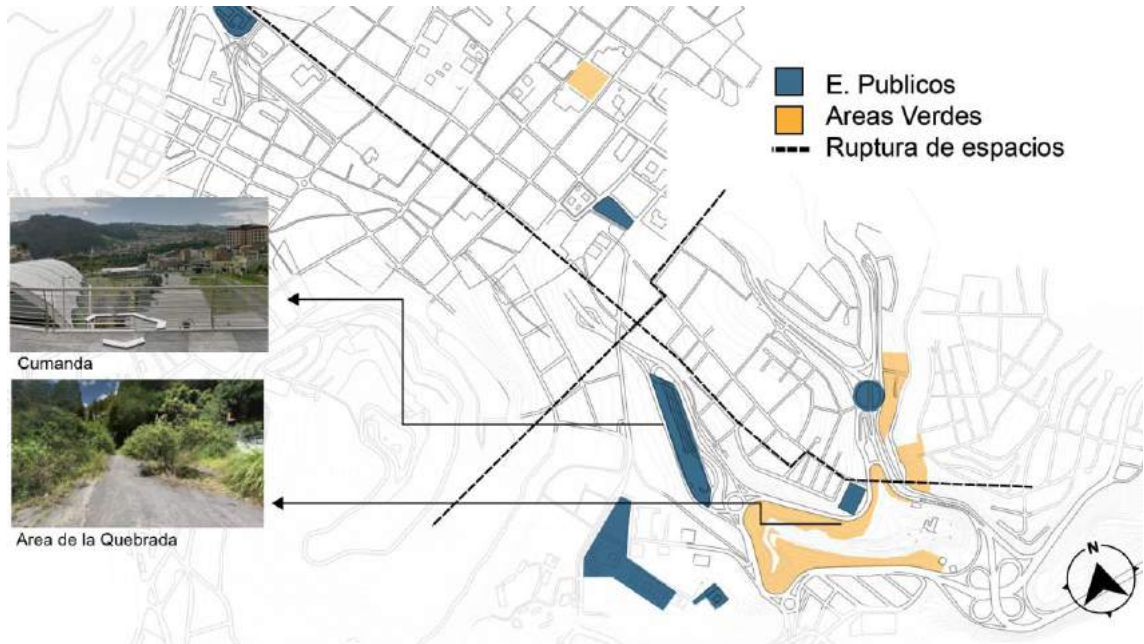 E. Publicos
Areas Verdes
Ruptura de espacios
Cumanda
Area de la Quebrada
N